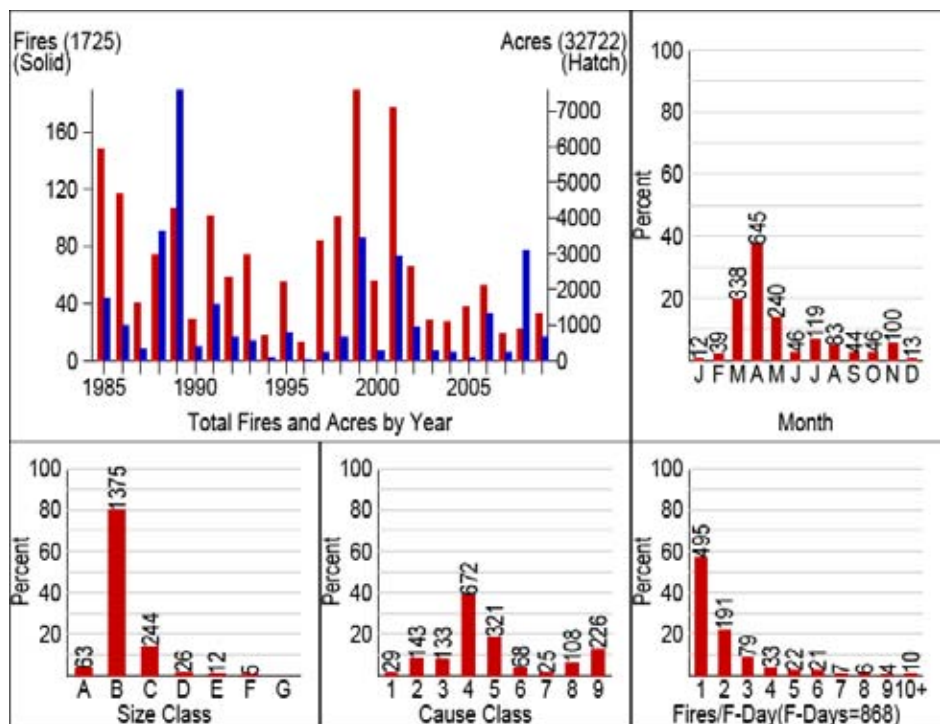 Fires (1725)
(Solid)
Acres (32722)
(Hatch)
160
120
80
40
0
7000
6000
5000
4000
3000
2000
1000
0
1985 1990 1995 2000 2005
Total Fires and Acres by Year
100
80
60
40
20
Percent
12 39 338 645 240 46 119 83 44 46 100 13
J F M A M J J A S O N D
Month
100
80
60
40
20
Percent
63 1375 244 26 12 5
A B C D E F G
Size Class
100
80
60
40
20
Percent
29 143 133 672 321 68 25 108 226
1 2 3 4 5 6 7 8 9
Cause Class
100
80
60
40
20
Percent
495 191 79 33 22 21 7 6 4 10
1 2 3 4 5 6 7 8 9 10+
Fires/F-Day(F-Days=868)